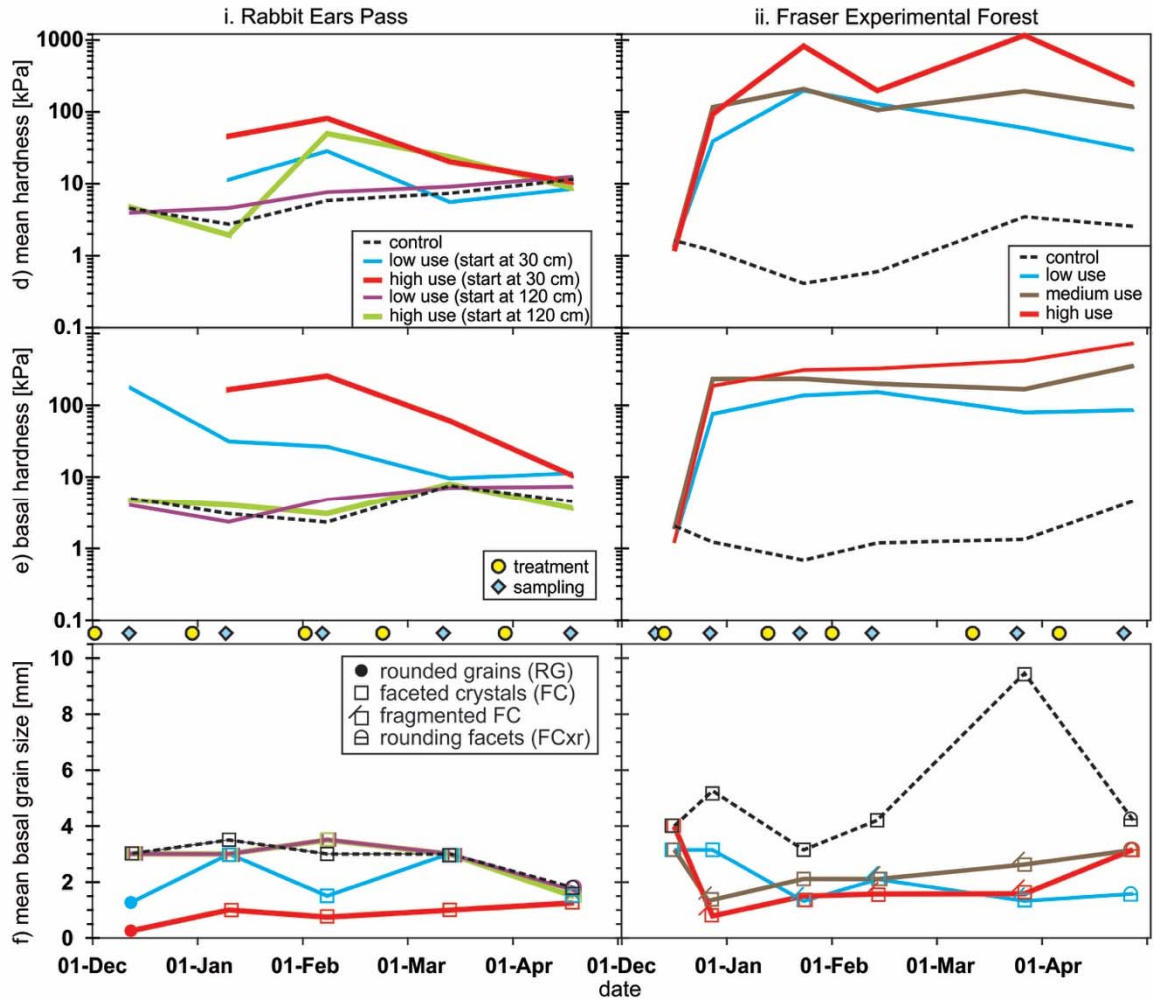 i. Rabbit Ears Pass
ii. Fraser Experimental Forest
d) mean hardness [kPa]
1000
100
10
1
0.1
control
low use (start at 30 cm)
high use (start at 30 cm)
low use (start at 120 cm)
high use (start at 120 cm)
control
low use
medium use
high use
e) basal hardness [kPa]
100
10
1
0.1
treatment
sampling
f) mean basal grain size [mm]
10
8
6
4
2
0
rounded grains (RG)
faceted crystals (FC)
fragmented FC
rounding facets (FCxr)
01-Dec 01-Jan 01-Feb 01-Mar 01-Apr 01-Dec 01-Jan 01-Feb 01-Mar 01-Apr
date